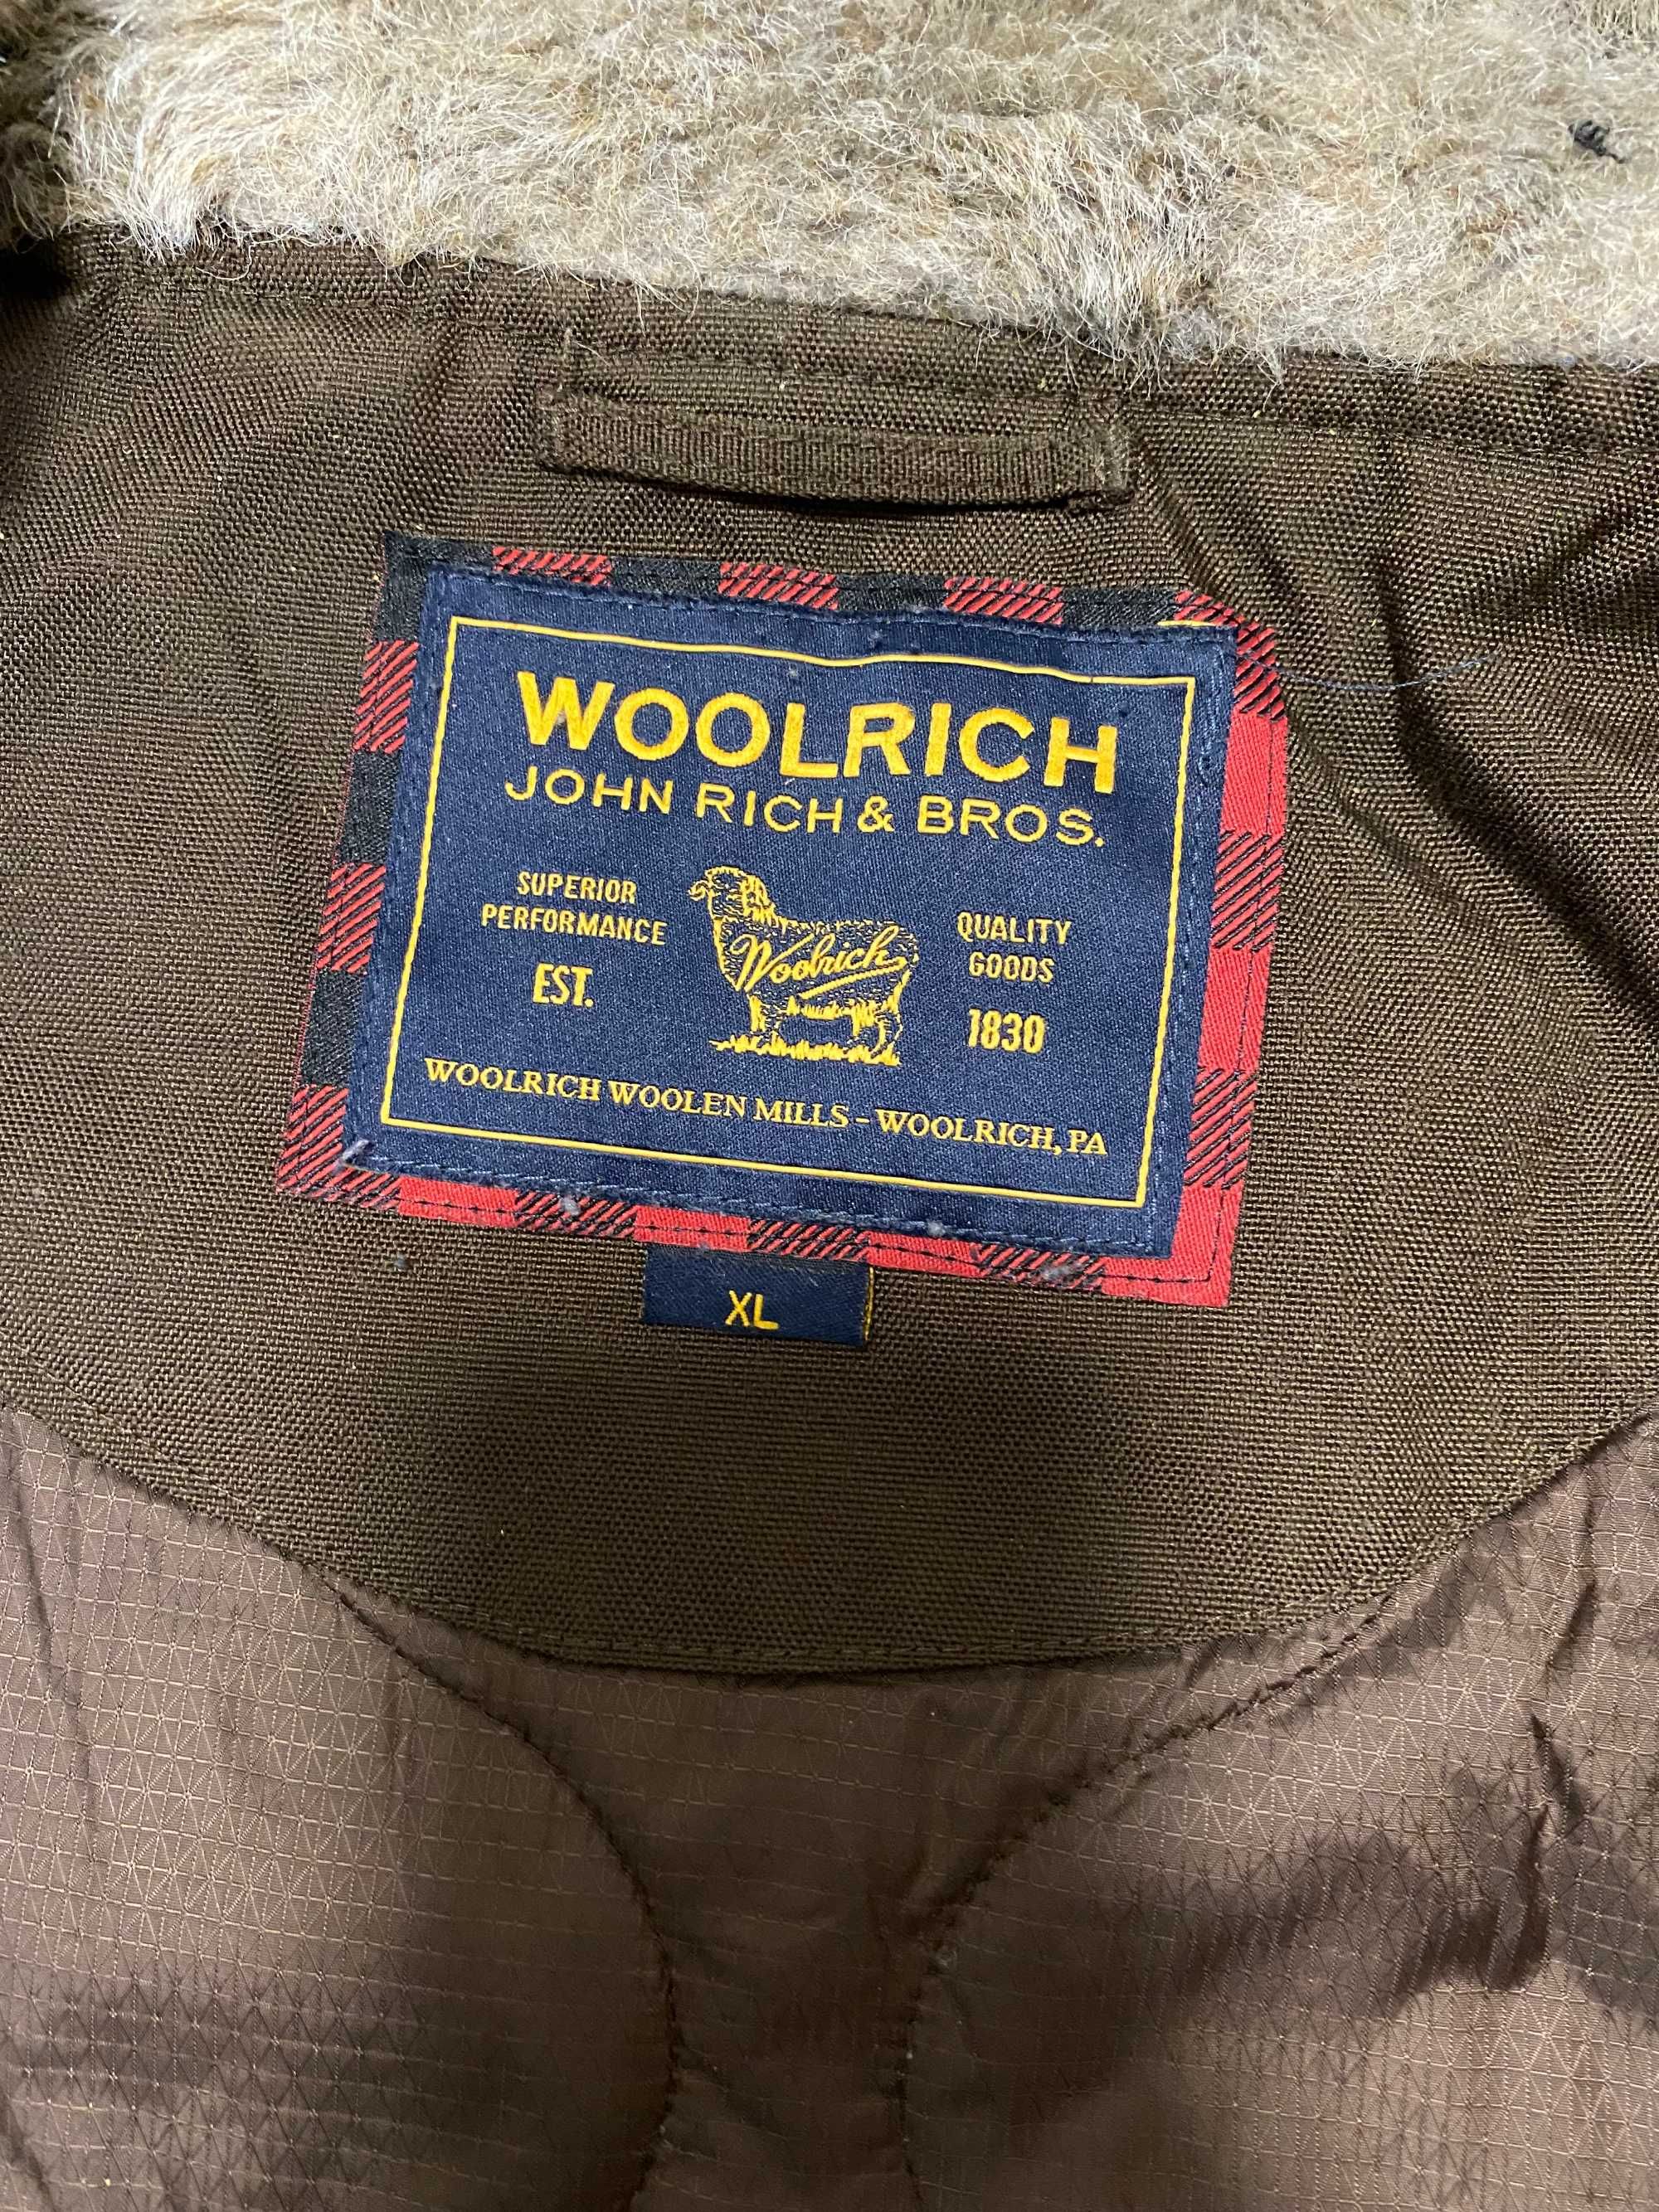 WOOLRICH
JOHN RICH & BROS.
SUPERIOR
PERFORMANCE
EST.
Woolrich
QUALITY
GOODS
1830
WOOLRICH WOOLEN MILLS - WOOLRICH, PA
XL